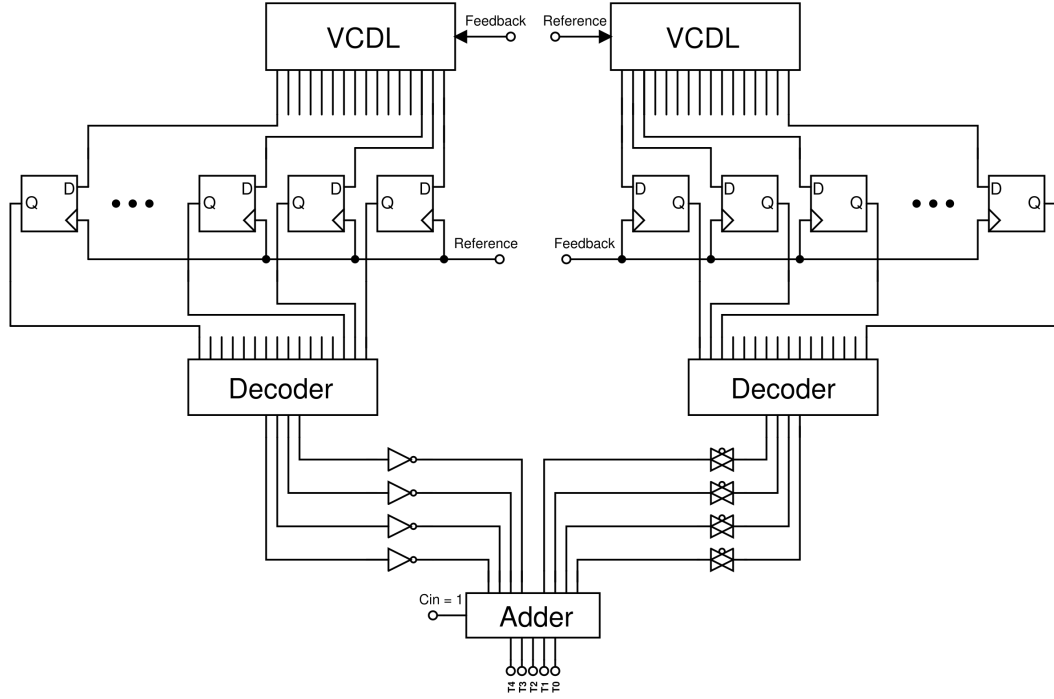 VCDL
Feedback
Reference
VCDL
Q D
Q D
Q D
Q D
D Q
D Q
D Q
D Q
Reference
Feedback
Decoder
Decoder
Cin = 1
Adder
T4
T3
T2
T1
T0